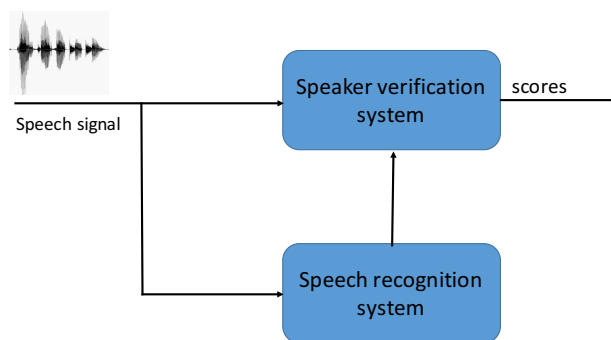 Speaker verification
system
scores
Speech signal
Speech recognition
system